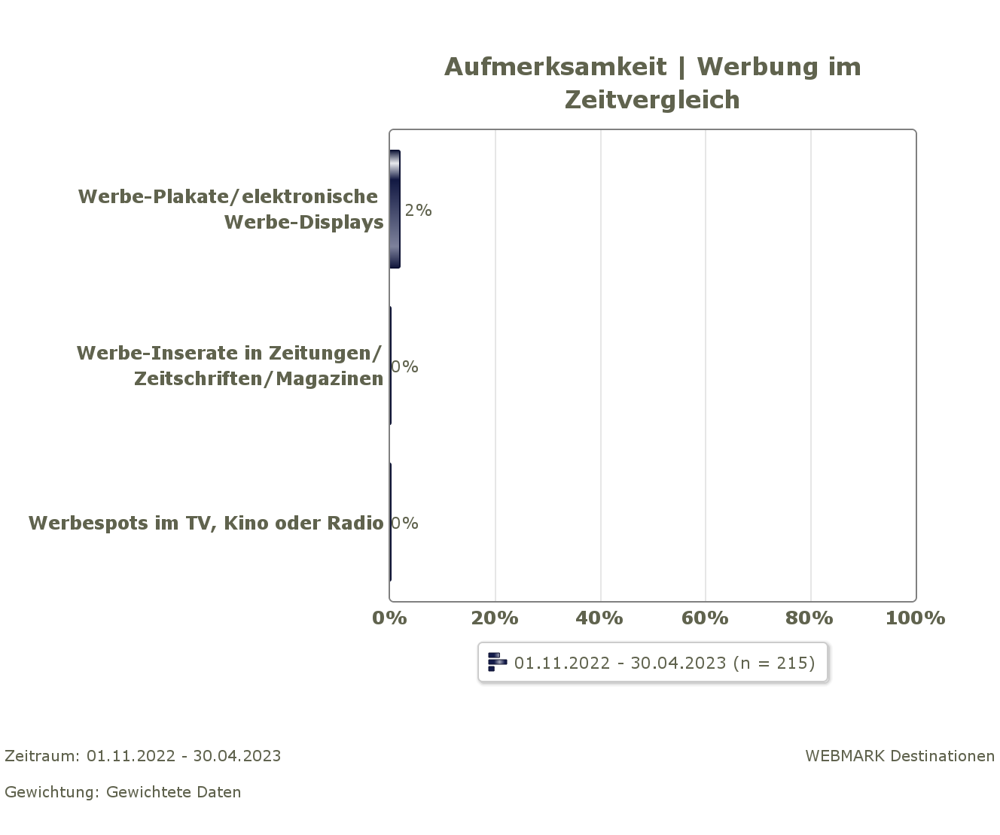 Aufmerksamkeit | Werbung im
Zeitvergleich
Werbe-Plakate/elektronische
Werbe-Displays
2%
Werbe-Inserate in Zeitungen/
Zeitschriften/Magazinen
0%
Werbespots im TV, Kino oder Radio
0%
0% 20% 40% 60% 80% 100%
01.11.2022 - 30.04.2023 (n = 215)
Zeitraum: 01.11.2022 - 30.04.2023
WEBMARK Destinationen
Gewichtung: Gewichtete Daten